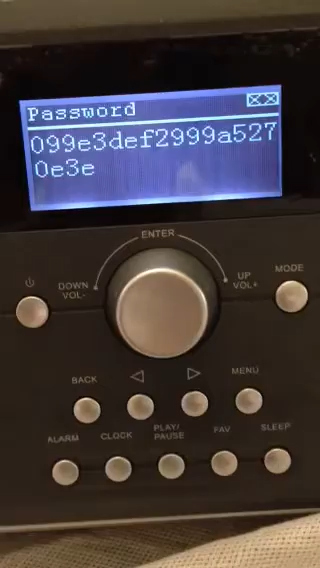 Password
099e3def2999a527
0e3e
ENTER
DOWN
VOL-
UP
VOL+
MODE
BACK
MENU
ALARM
CLOCK
PLAY/
PAUSE
FAV
SLEEP